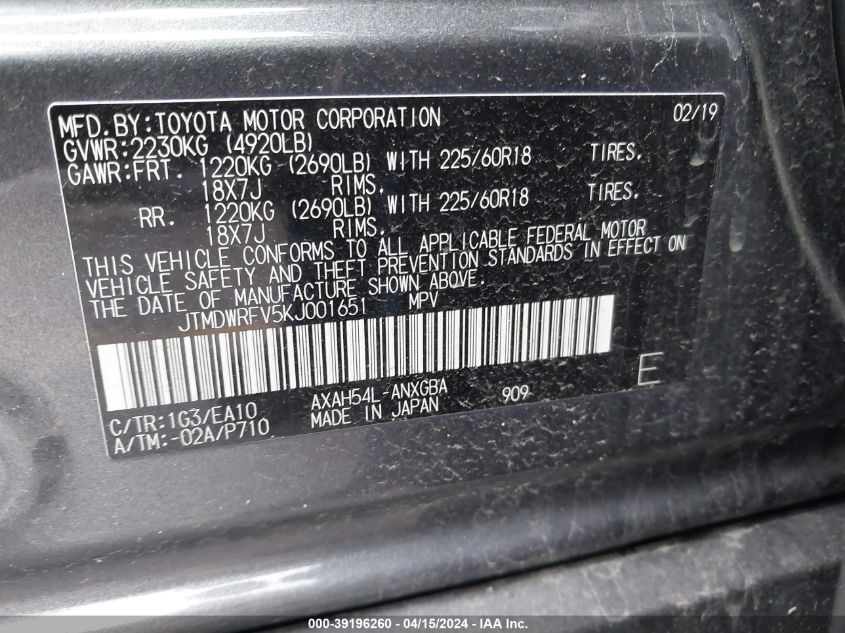 MFD.BY:TOYOTA MOTOR CORPORATION 02/19
GVWR:2230KG (4920LB)
GAWR:FRT. 1220KG (2690LB) WITH 225/60R18 TIRES.
18X7J RIMS.
RR. 1220KG (2690LB) WITH 225/60R18 TIRES.
18X7J RIMS.
THIS VEHICLE CONFORMS TO ALL APPLICABLE FEDERAL MOTOR
VEHICLE SAFETY AND THEFT PREVENTION STANDARDS IN EFFECT ON
THE DATE OF MANUFACTURE SHOWN ABOVE.
JTMDWRFV5KJ001651 MPV
E
C/TR:1G3/EA10 AXAH54L-ANXGBA 909
A/TM:-02A/P710 MADE IN JAPAN
000-39196260 - 04/15/2024 - IAA Inc.